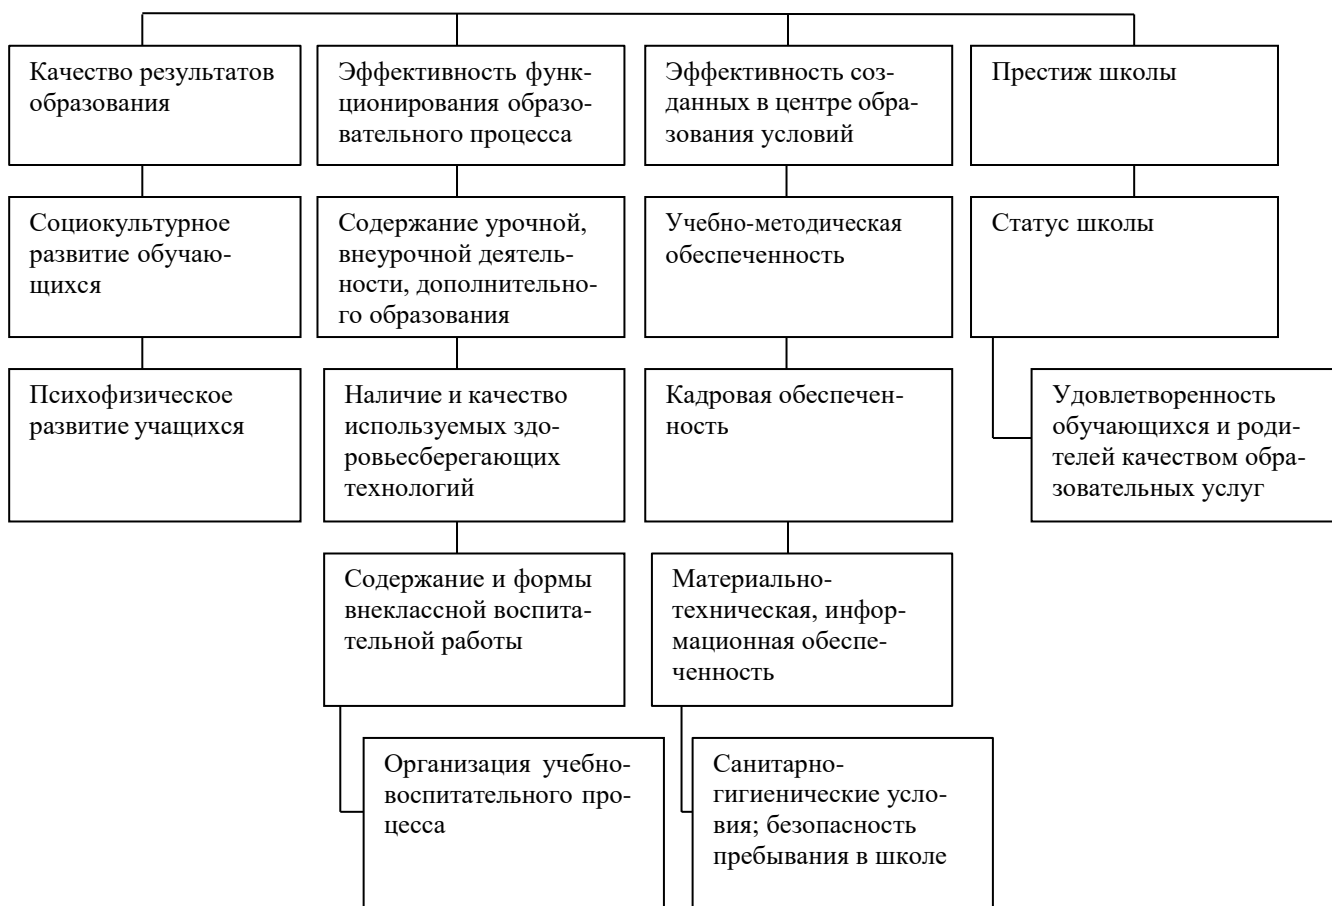 Качество результатов
образования
Эффективность функ-
ционирования образо-
вательного процесса
Эффективность соз-
данных в центре обра-
зования условий
Престиж школы
Социокультурное
развитие обучаю-
щихся
Содержание урочной,
внеурочной деятель-
ности, дополнительно-
го образования
Учебно-методическая
обеспеченность
Статус школы
Психофизическое
развитие учащихся
Наличие и качество
используемых здо-
ровьесберегающих
технологий
Кадровая обеспечен-
ность
Удовлетворенность
обучающихся и роди-
телей качеством обра-
зовательных услуг
Содержание и формы
внеклассной воспита-
тельной работы
Материально-
техническая, инфор-
мационная обеспе-
ченность
Организация учебно-
воспитательного про-
цесса
Санитарно-
гигиенические усло-
вия; безопасность
пребывания в школе